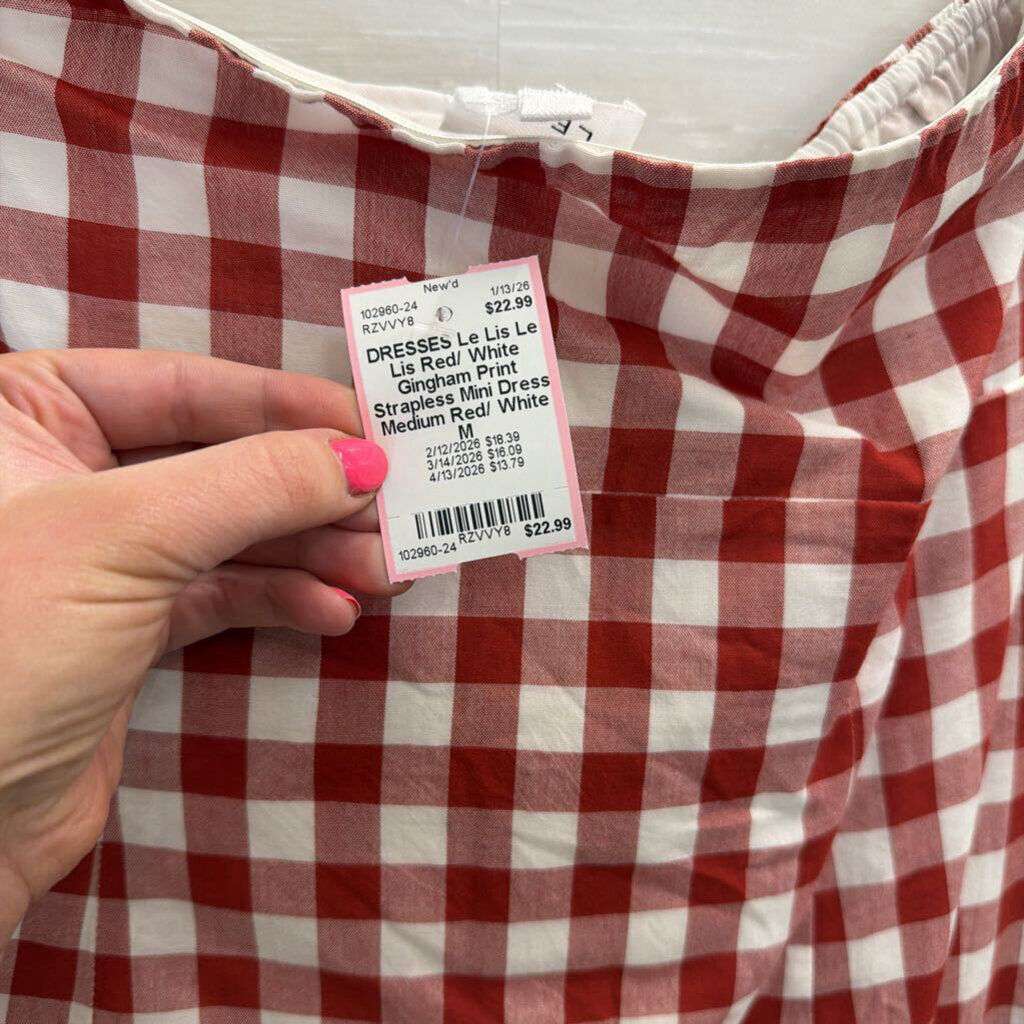 New'd
102960-24 1/13/26
RZVVY8 $22.99
DRESSES Le Lis Le
Lis Red/ White
Gingham Print
Strapless Mini Dress
Medium Red/ White
M
2/12/2026 $18.39
3/14/2026 $16.09
4/13/2026 $13.79
102960-24 RZVVY8 $22.99